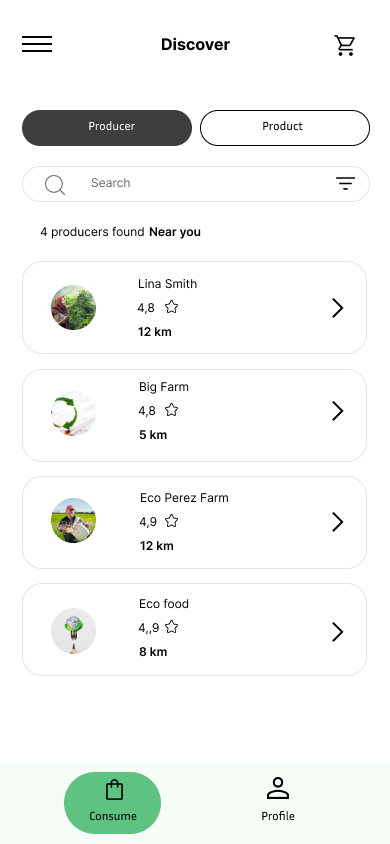 Discover
Producer
Product
Search
4 producers found Near you
Lina Smith
4,8
12 km
Big Farm
4,8
5 km
Eco Perez Farm
4,9
12 km
Eco food
4,,9
8 km
Consume
Profile